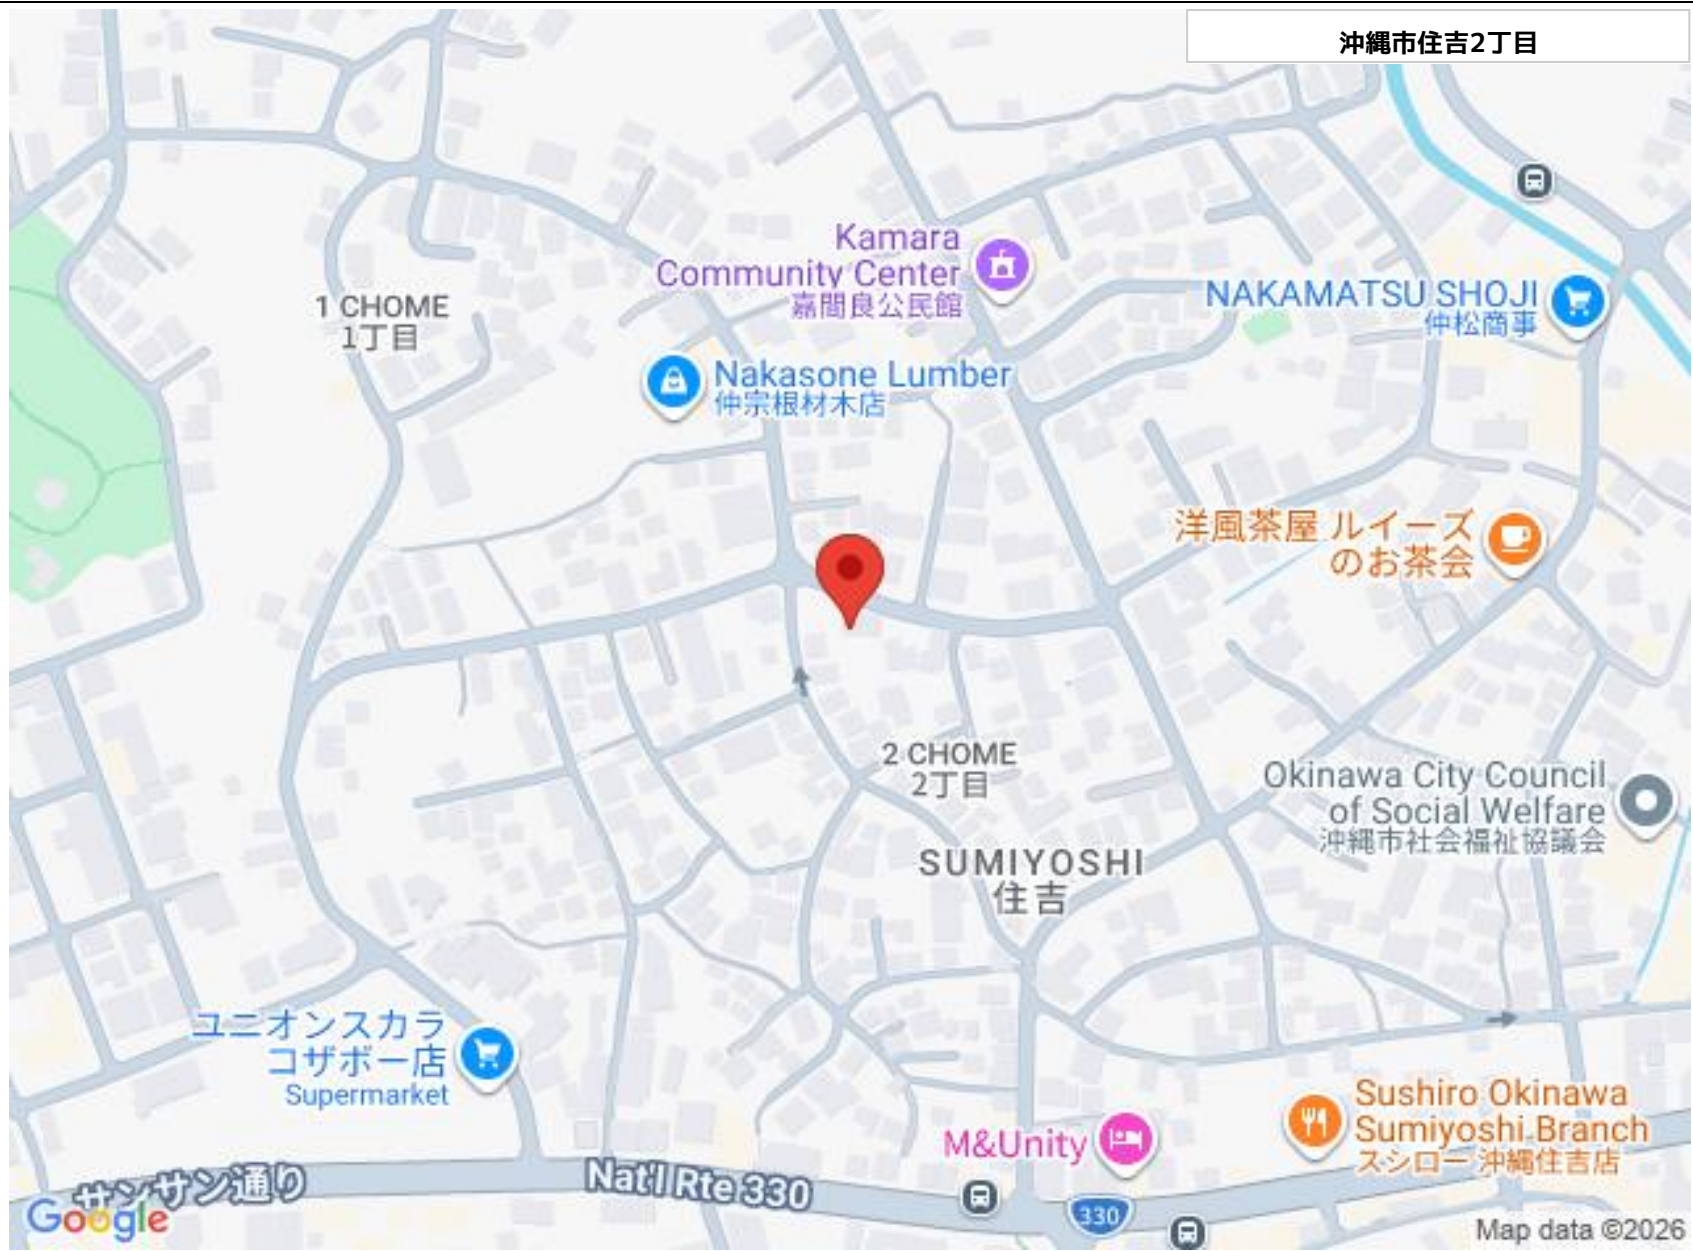 沖縄市住吉2丁目
Kamara
Community Center
嘉間良公民館
NAKAMATSU SHOJI
仲松商事
1 CHOME
1丁目
Nakasone Lumber
仲宗根材木店
洋風茶屋 ルイーズ
のお茶会
2 CHOME
2丁目
Okinawa City Council
of Social Welfare
沖縄市社会福祉協議会
SUMIYOSHI
住吉
ユニオンスカラ
コザボー店
Supermarket
Sushiro Okinawa
Sumiyoshi Branch
スシロー 沖縄住吉店
M&Unity
サンサン通り
Nat'l Rte 330
330
Google
Map data ©2026